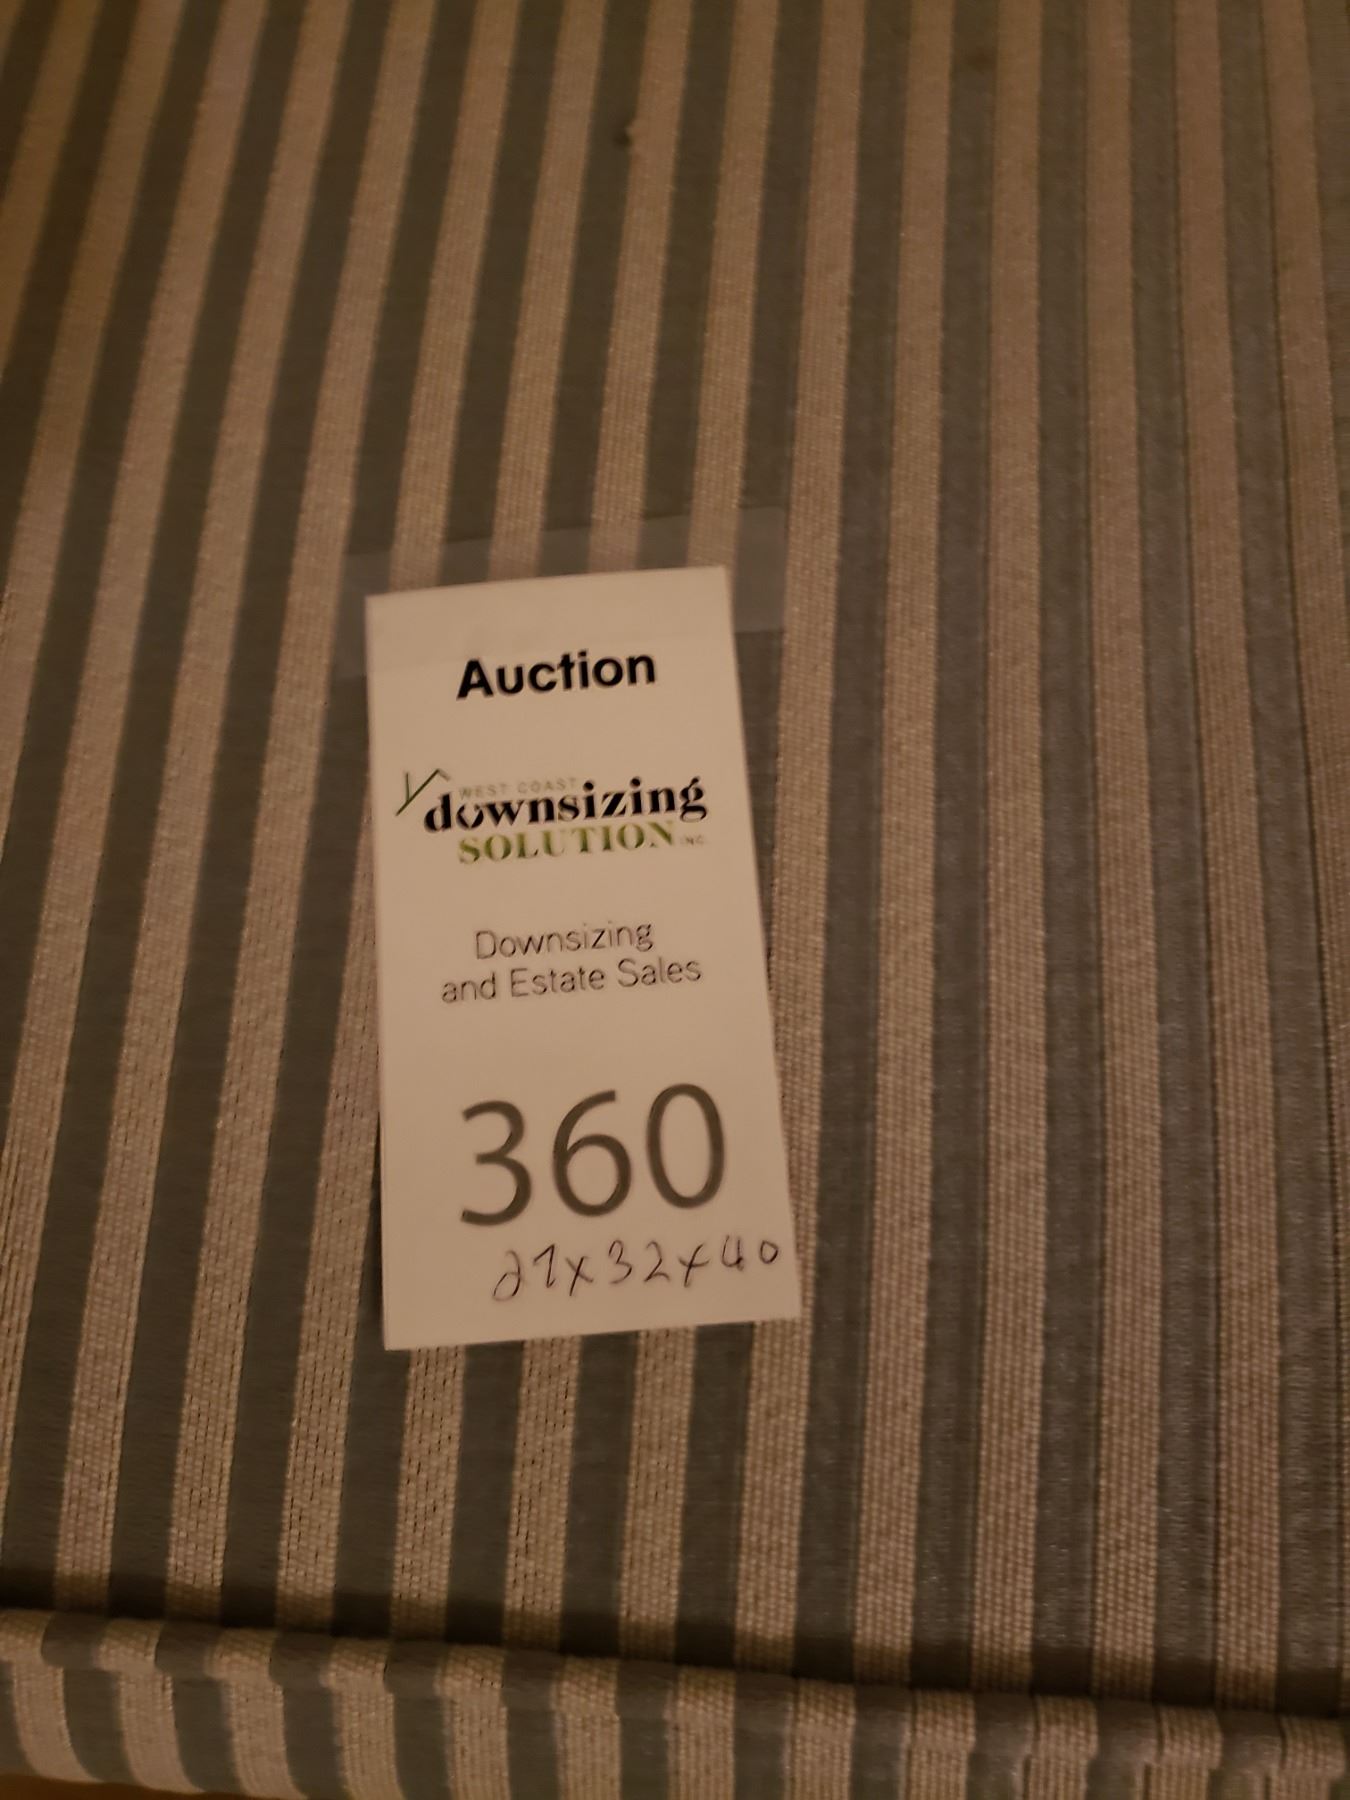 Auction
WEST COAST
downsizing
SOLUTION INC.
Downsizing
and Estate Sales
360
27x32x40